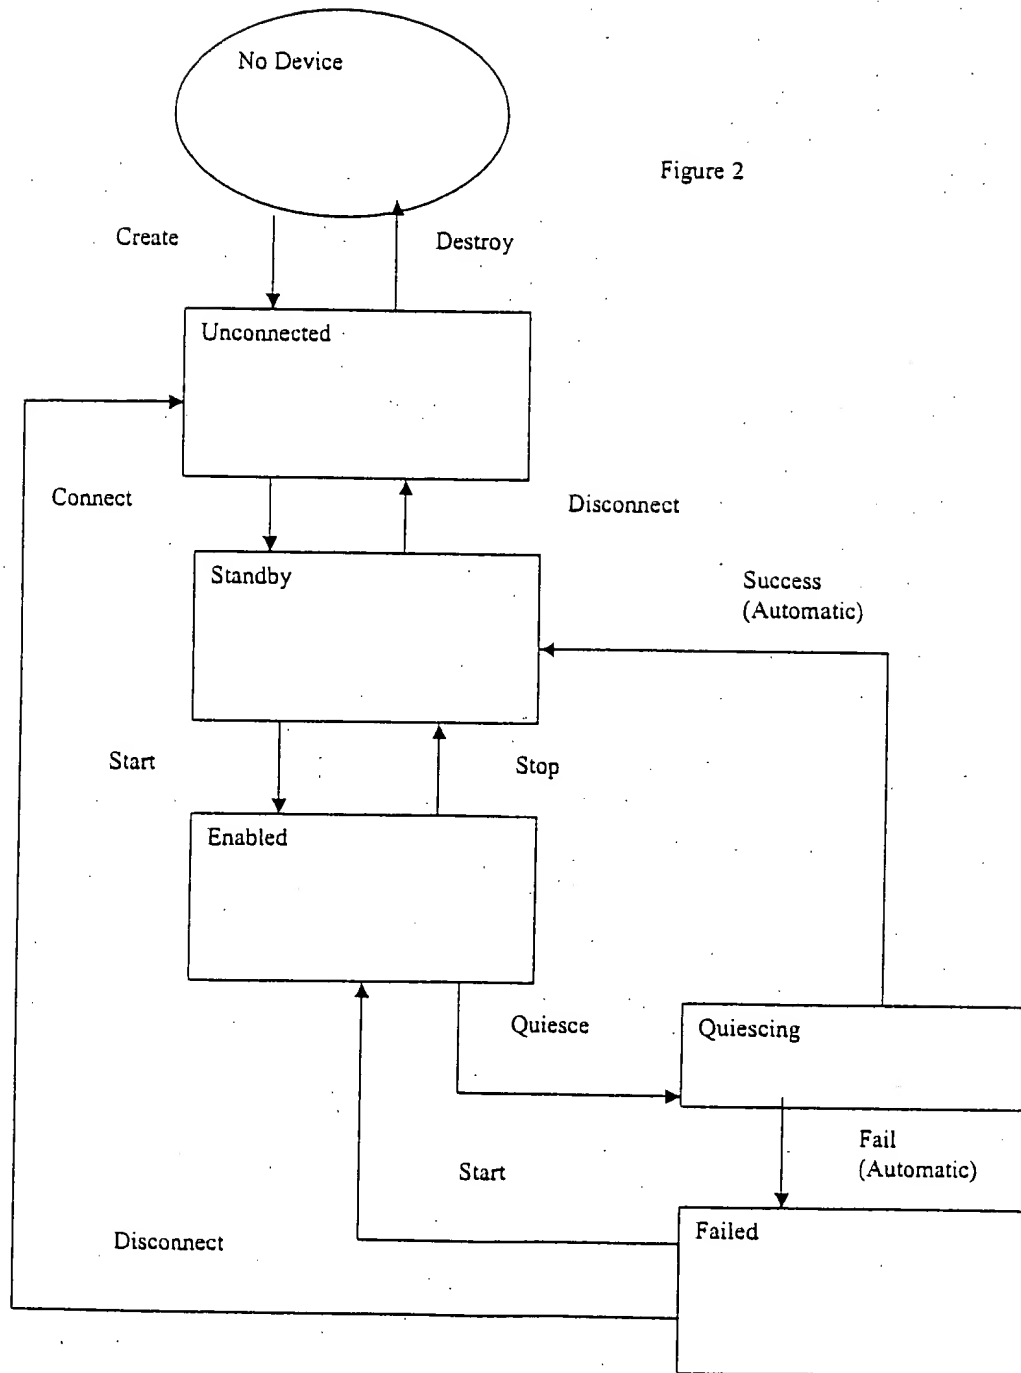 No Device
Figure 2
Create
Destroy
Unconnected
Connect
Disconnect
Standby
Success
(Automatic)
Start
Stop
Enabled
Quiesce
Quiescing
Fail
(Automatic)
Start
Disconnect
Failed